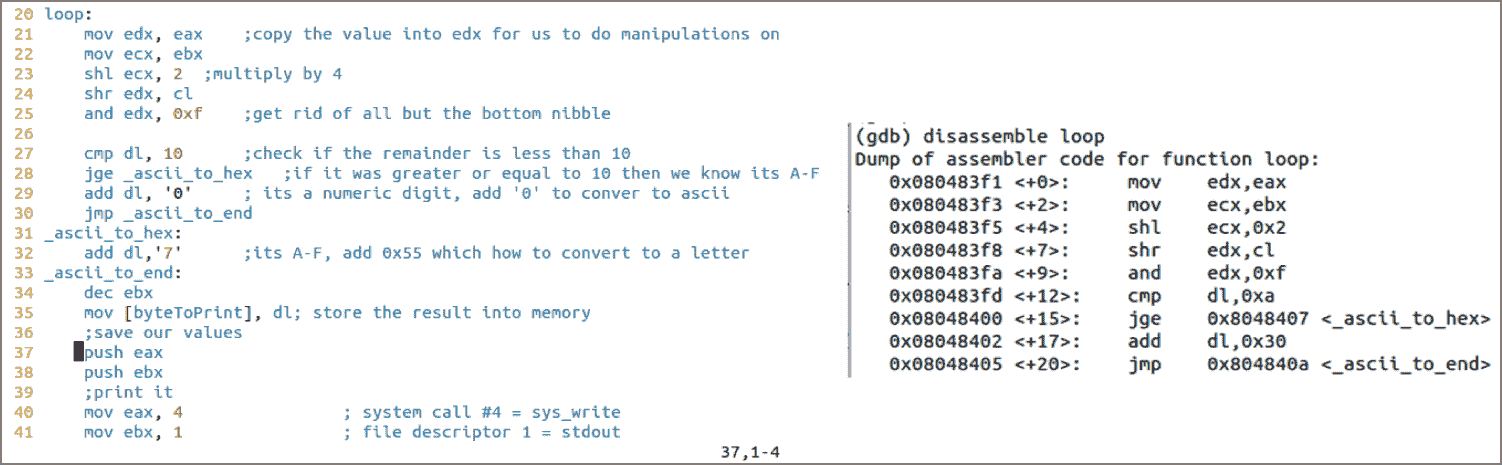 20 loop:
21     mov edx, eax    ;copy the value into edx for us to do manipulations on
22     mov ecx, ebx
23     shl ecx, 2  ;multiply by 4
24     shr edx, cl
25     and edx, 0xf    ;get rid of all but the bottom nibble
26
27     cmp dl, 10      ;check if the remainder is less than 10
28     jge _ascii_to_hex   ;if it was greater or equal to 10 then we know its A-F
29     add dl, '0'     ; its a numeric digit, add '0' to conver to ascii
30     jmp _ascii_to_end
31 _ascii_to_hex:
32     add dl,'7'      ;its A-F, add 0x55 which how to convert to a letter
33 _ascii_to_end:
34     dec ebx
35     mov [byteToPrint], dl; store the result into memory
36     ;save our values
37     push eax
38     push ebx
39     ;print it
40     mov eax, 4              ; system call #4 = sys_write
41     mov ebx, 1              ; file descriptor 1 = stdout
37,1-4
(gdb) disassemble loop
Dump of assembler code for function loop:
   0x080483f1 <+0>:     mov    edx,eax
   0x080483f3 <+2>:     mov    ecx,ebx
   0x080483f5 <+4>:     shl    ecx,0x2
   0x080483f8 <+7>:     shr    edx,cl
   0x080483fa <+9>:     and    edx,0xf
   0x080483fd <+12>:    cmp    dl,0xa
   0x08048400 <+15>:    jge    0x8048407 <_ascii_to_hex>
   0x08048402 <+17>:    add    dl,0x30
   0x08048405 <+20>:    jmp    0x804840a <_ascii_to_end>